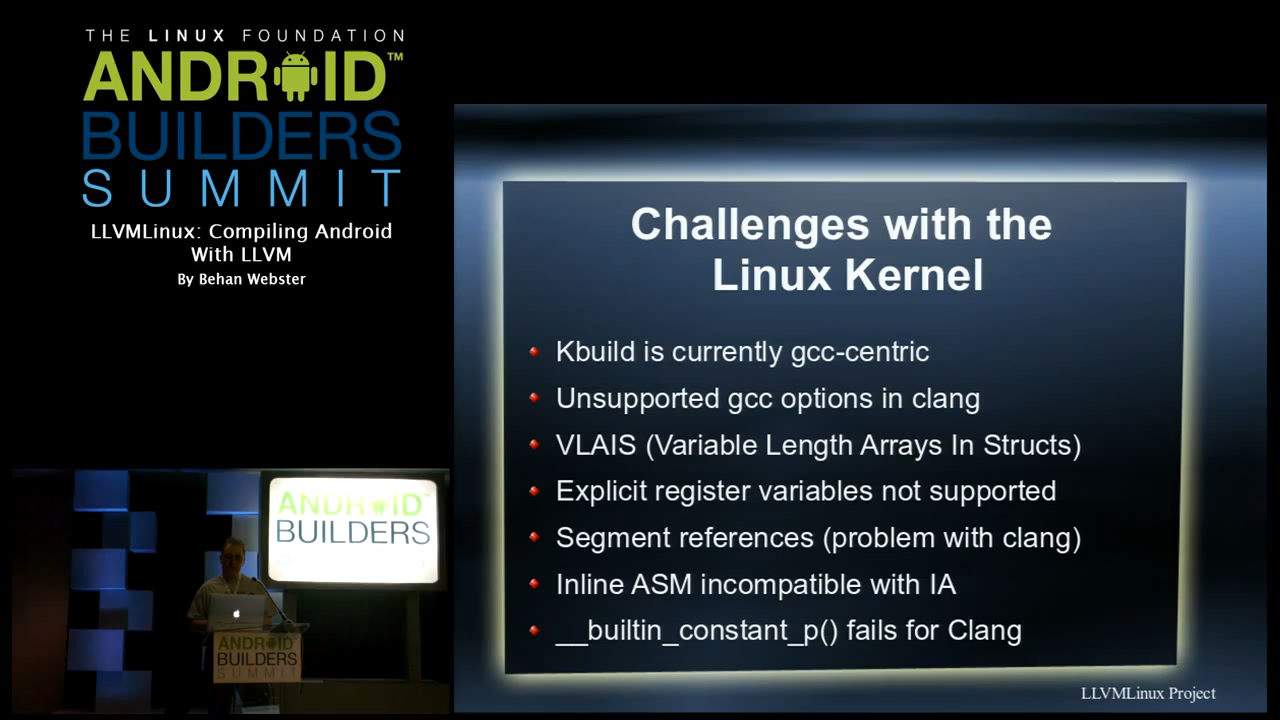 THE LINUX FOUNDATION
ANDROID™
BUILDERS
SUMMIT
LLVMLinux: Compiling Android
With LLVM
By Behan Webster
Challenges with the
Linux Kernel
Kbuild is currently gcc-centric
Unsupported gcc options in clang
VLAIS (Variable Length Arrays In Structs)
Explicit register variables not supported
Segment references (problem with clang)
Inline ASM incompatible with IA
__builtin_constant_p() fails for Clang
LLVMLinux Project
ANDROID™
BUILDERS
ANDROID
BUILDERS
SUMMIT